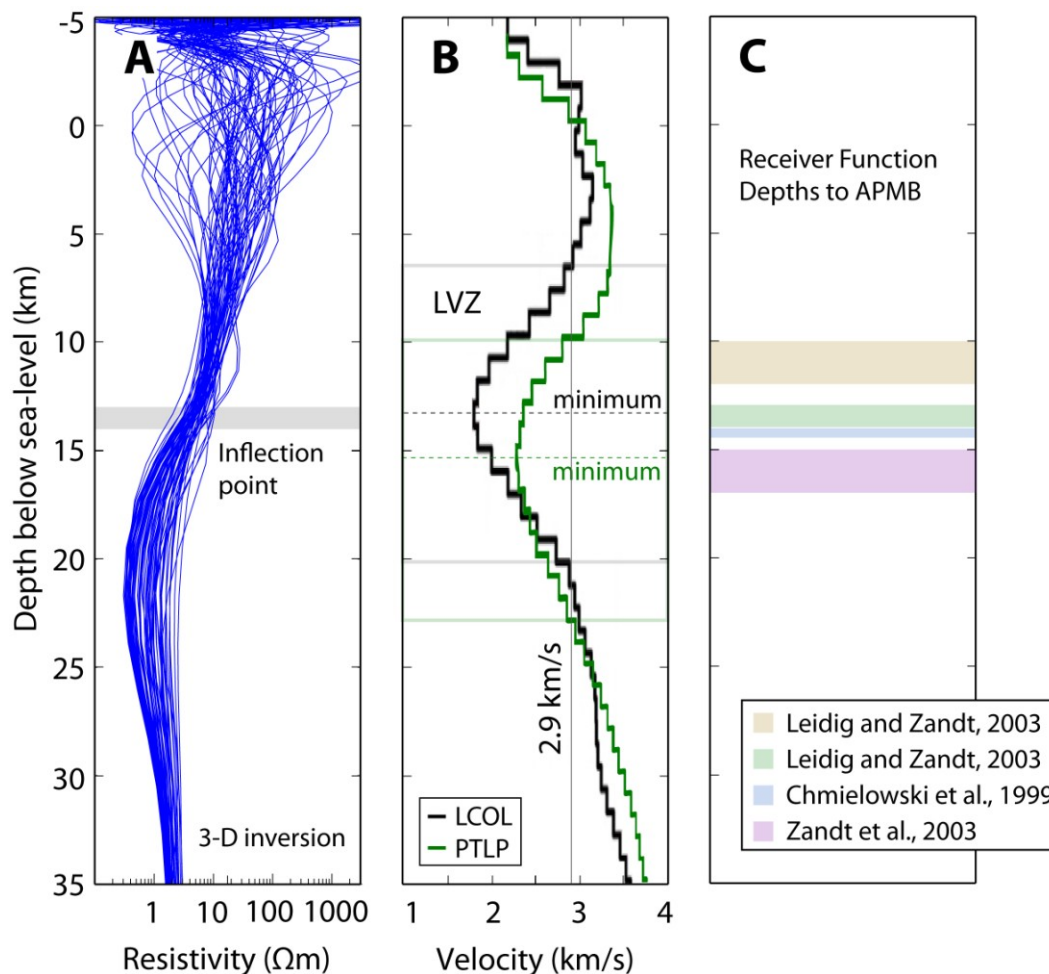 A
B
C
-5
0
5
10
15
20
25
30
35
Depth below sea-level (km)
Inflection
point
3-D inversion
1
10
100
1000
Resistivity (Ωm)
LVZ
minimum
minimum
2.9 km/s
LCOL
PTLP
1
2
3
4
Velocity (km/s)
Receiver Function
Depths to APMB
Leidig and Zandt, 2003
Leidig and Zandt, 2003
Chmielowski et al., 1999
Zandt et al., 2003